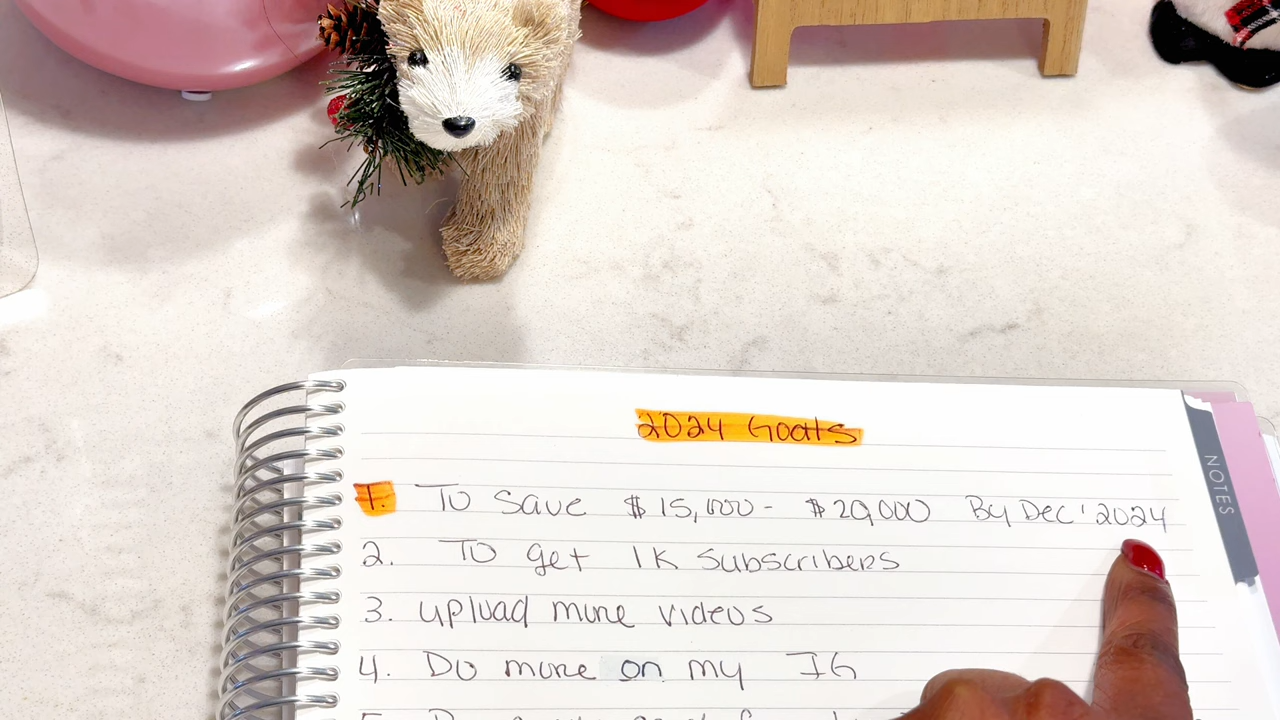 2024 Goals
1. To save $15,000 - $20,000 By Dec '2024
2. To get 1K subscribers
3. upload more videos
4. Do more on my IG
5.
NOTES